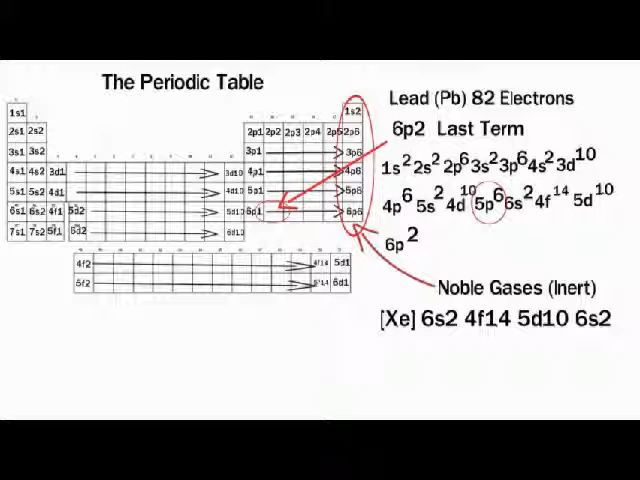 The Periodic Table
Lead (Pb) 82 Electrons
6p2 Last Term
1s² 2s² 2p⁶ 3s² 3p⁶ 4s² 3d¹⁰
4p⁶ 5s² 4d¹⁰ 5p⁶ 6s² 4f¹⁴ 5d¹⁰
6p²
Noble Gases (Inert)
[Xe] 6s2 4f14 5d10 6s2
1s1 1s2
2s1 2s2 2p1 2p2 2p3 2p4 2p5 2p6
3s1 3s2 3p1 3p6
4s1 4s2 3d1 3d10 4p1 4p6
5s1 5s2 4d1 4d10 5p1 5p6
6s1 6s2 4f1 5d2 5d10 6p1 6p6
7s1 7s2 5f1 6d2 6d10
4f2 4f14 5d1
5f2 5f14 6d1